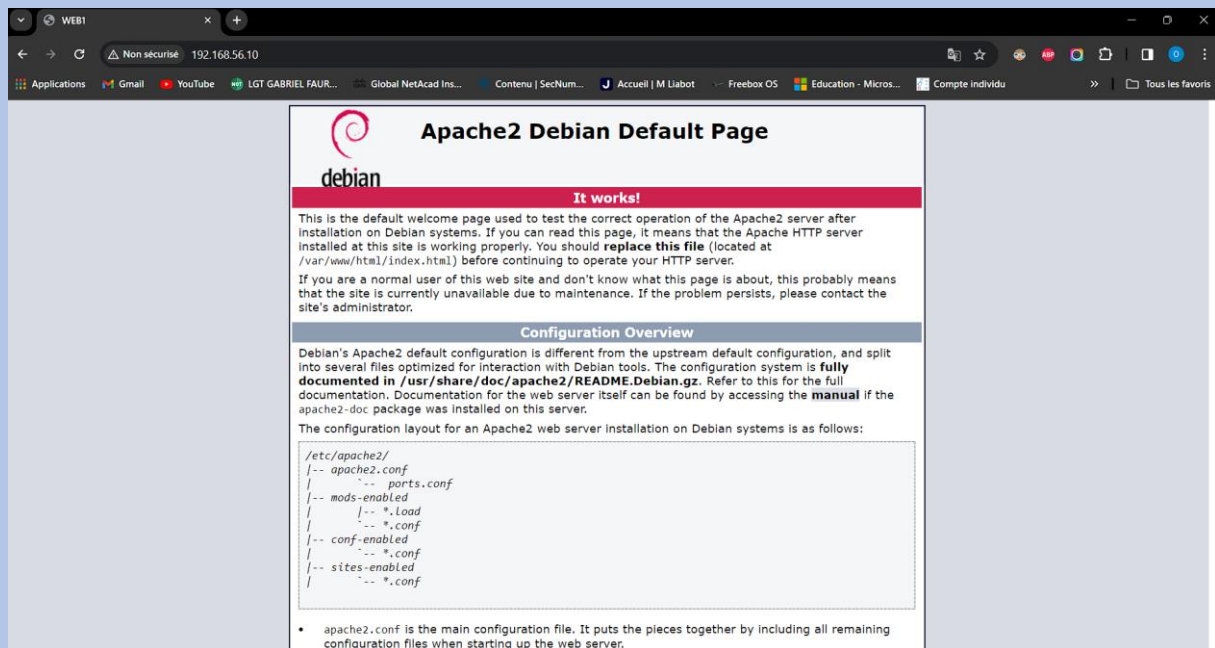 WEB1
Non sécurisé 192.168.56.10
ABP
Applications Gmail YouTube LGT GABRIEL FAUR... Global NetAcad Ins... Contenu | SecNum... Accueil | M Liabot Freebox OS Education - Micros... Compte individu » Tous les favoris
debian
Apache2 Debian Default Page
It works!
This is the default welcome page used to test the correct operation of the Apache2 server after
installation on Debian systems. If you can read this page, it means that the Apache HTTP server
installed at this site is working properly. You should replace this file (located at
/var/www/html/index.html) before continuing to operate your HTTP server.
If you are a normal user of this web site and don't know what this page is about, this probably means
that the site is currently unavailable due to maintenance. If the problem persists, please contact the
site's administrator.
Configuration Overview
Debian's Apache2 default configuration is different from the upstream default configuration, and split
into several files optimized for interaction with Debian tools. The configuration system is fully
documented in /usr/share/doc/apache2/README.Debian.gz. Refer to this for the full
documentation. Documentation for the web server itself can be found by accessing the manual if the
apache2-doc package was installed on this server.
The configuration layout for an Apache2 web server installation on Debian systems is as follows:
/etc/apache2/
|-- apache2.conf
|       `--  ports.conf
|-- mods-enabled
|       |-- *.load
|       `-- *.conf
|-- conf-enabled
|       `-- *.conf
|-- sites-enabled
|       `-- *.conf
• apache2.conf is the main configuration file. It puts the pieces together by including all remaining
configuration files when starting up the web server.